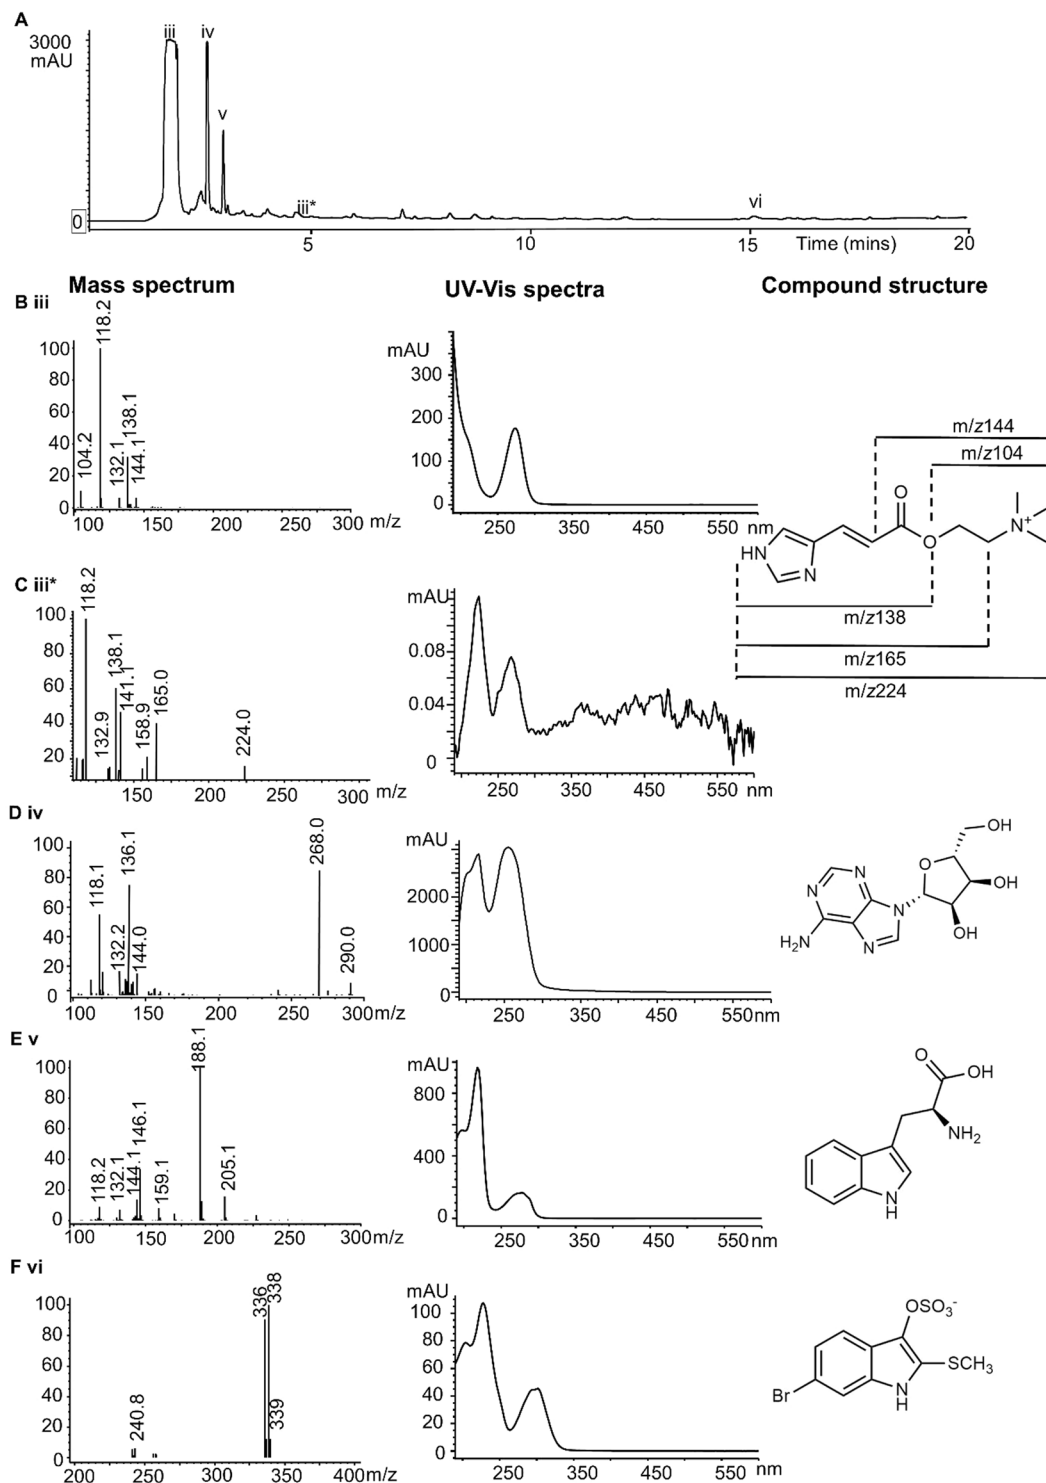 A
3000
mAU
iii
iv
v
iii*
vi
0
5
10
15
Time (mins)
20
Mass spectrum
UV-Vis spectra
Compound structure
B iii
100
80
60
40
20
0
104.2
118.2
132.1
138.1
144.1
100 150 200 250 300 m/z
mAU
300
200
100
0
250 350 450 550 nm
m/z144
m/z104
O
O
N+
HN
N
m/z138
m/z165
m/z224
C iii*
100
80
60
40
20
118.2
132.9
138.1
141.1
158.9
165.0
224.0
150 200 250 300 m/z
mAU
0.08
0.04
0
250 350 450 550 nm
D iv
100
80
60
40
20
0
118.1
132.2
136.1
144.0
268.0
290.0
100 150 200 250 300m/z
mAU
2000
1000
0
250 350 450 550nm
OH
O
OH
OH
N
N
N
N
H2N
E v
100
80
60
40
20
0
118.2
132.1
144.1
146.1
159.1
188.1
205.1
100 150 200 250 300m/z
mAU
800
400
0
250 350 450 550nm
O
OH
NH2
N
H
F vi
100
80
60
40
20
0
240.8
336
338
339
200 250 300 350 400m/z
mAU
100
80
60
40
20
0
250 350 450 550 nm
OSO3-
SCH3
Br
N
H